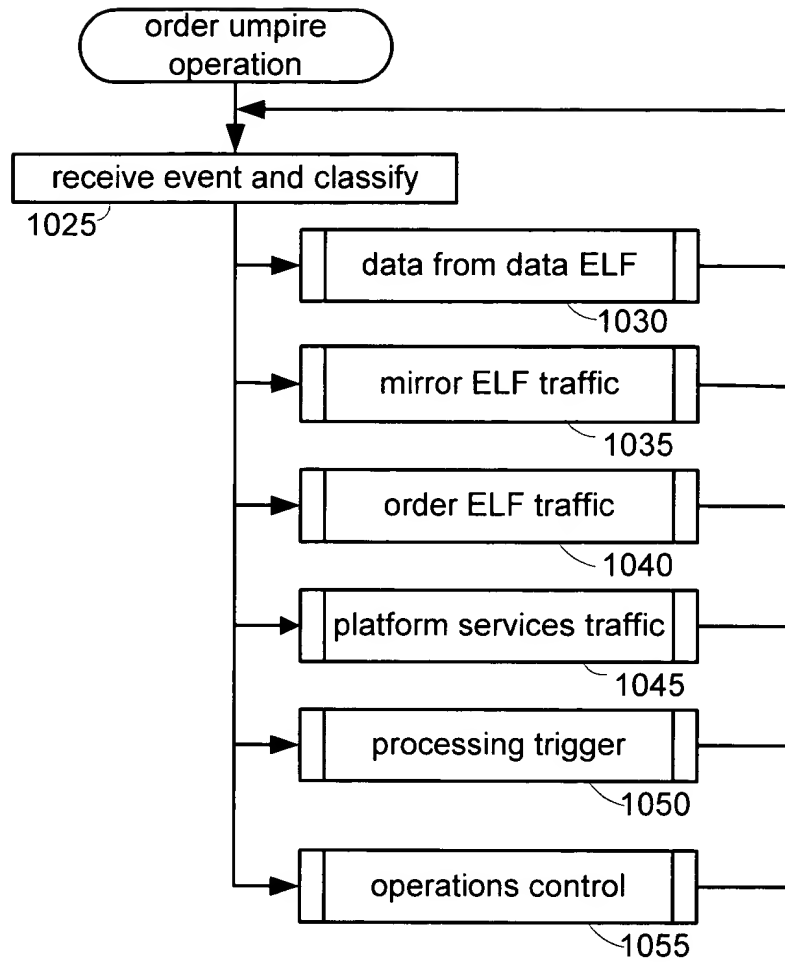 order umpire
operation
receive event and classify
1025
data from data ELF
1030
mirror ELF traffic
1035
order ELF traffic
1040
platform services traffic
1045
processing trigger
1050
operations control
1055